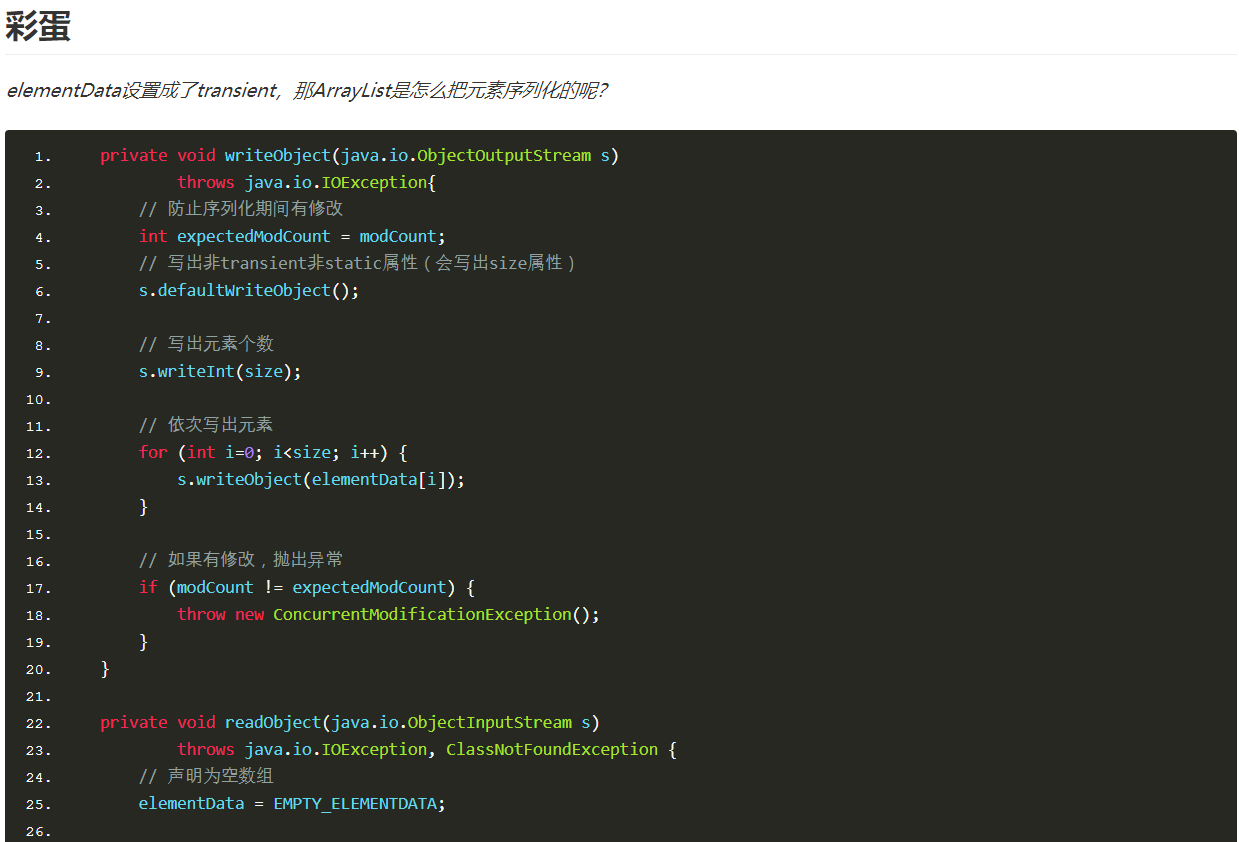 彩蛋
elementData设置成了transient，那ArrayList是怎么把元素序列化的呢？
1. private void writeObject(java.io.ObjectOutputStream s)
2. throws java.io.IOException{
3. // 防止序列化期间有修改
4. int expectedModCount = modCount;
5. // 写出非transient非static属性（会写出size属性）
6. s.defaultWriteObject();
7.
8. // 写出元素个数
9. s.writeInt(size);
10.
11. // 依次写出元素
12. for (int i=0; i<size; i++) {
13. s.writeObject(elementData[i]);
14. }
15.
16. // 如果有修改，抛出异常
17. if (modCount != expectedModCount) {
18. throw new ConcurrentModificationException();
19. }
20. }
21.
22. private void readObject(java.io.ObjectInputStream s)
23. throws java.io.IOException, ClassNotFoundException {
24. // 声明为空数组
25. elementData = EMPTY_ELEMENTDATA;
26.